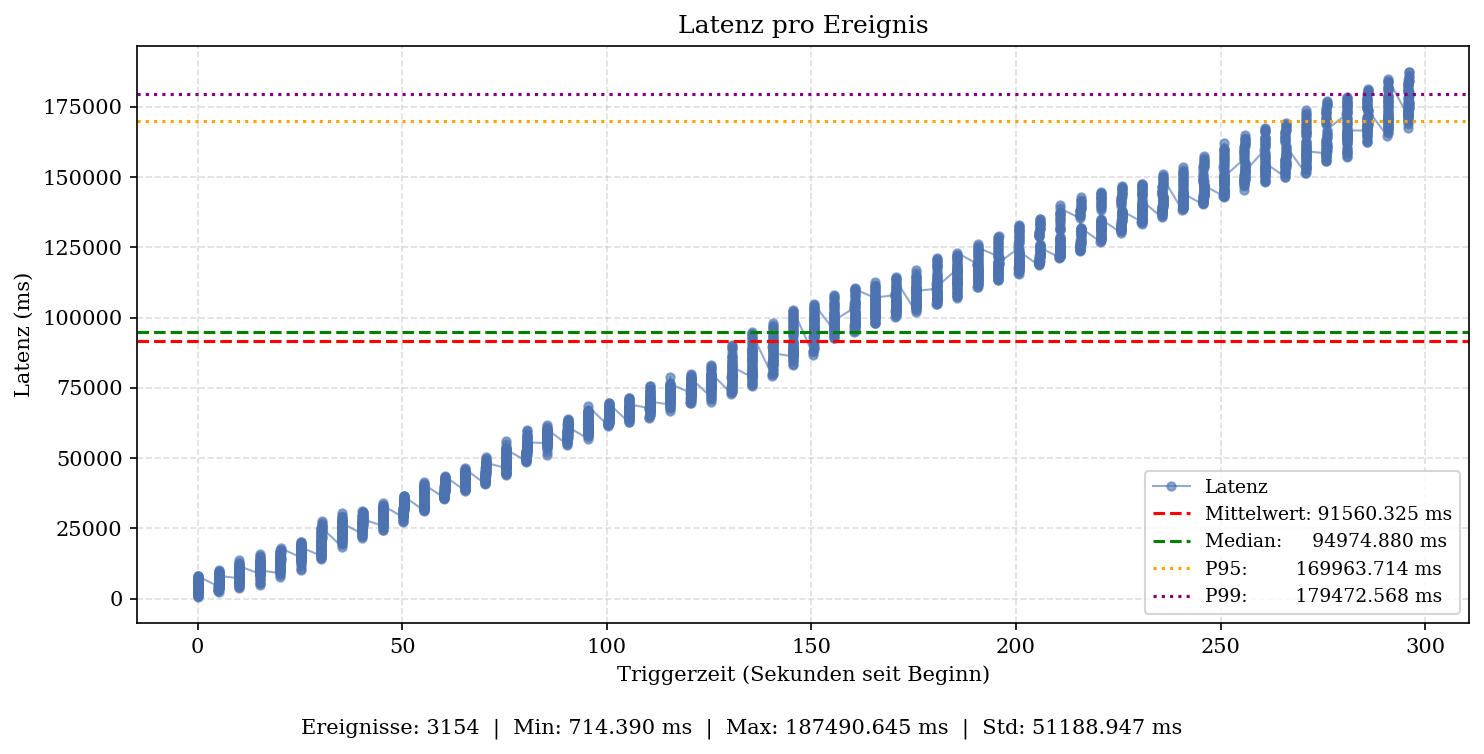 Latenz pro Ereignis
Latenz (ms)
175000
150000
125000
100000
75000
50000
25000
0
Latenz
Mittelwert: 91560.325 ms
Median: 94974.880 ms
P95: 169963.714 ms
P99: 179472.568 ms
0 50 100 150 200 250 300
Triggerzeit (Sekunden seit Beginn)
Ereignisse: 3154 | Min: 714.390 ms | Max: 187490.645 ms | Std: 51188.947 ms